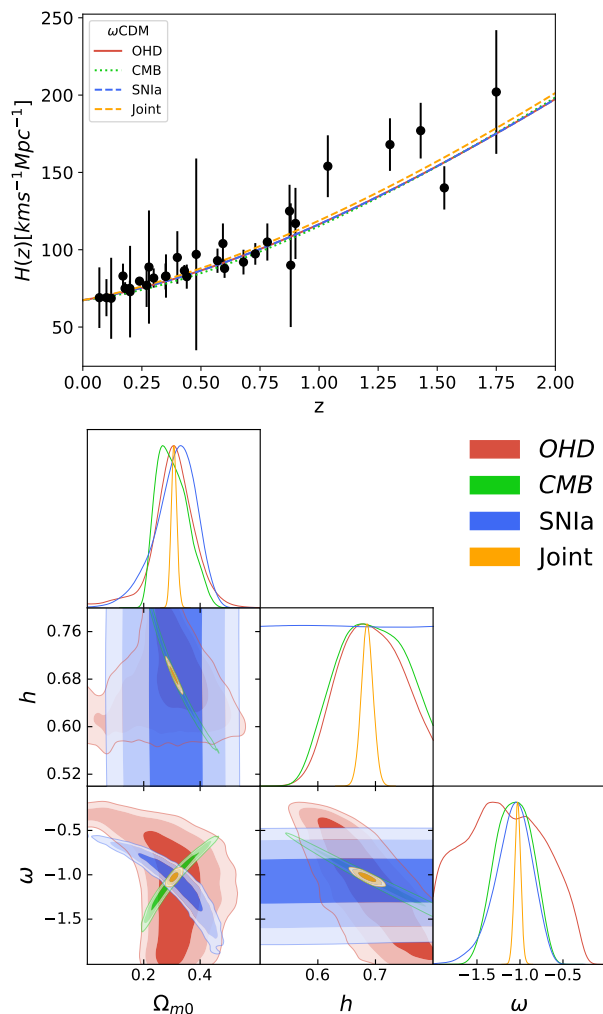 250
200
150
100
50
H(z)[kms⁻¹Mpc⁻¹]
ωCDM
OHD
CMB
SNIa
Joint
0.00 0.25 0.50 0.75 1.00 1.25 1.50 1.75 2.00
z
OHD
CMB
SNIa
Joint
0.76
0.68
0.60
0.52
h
−0.5
−1.0
−1.5
ω
0.2 0.4
0.6 0.7
−1.5 −1.0 −0.5
Ωm0
h
ω